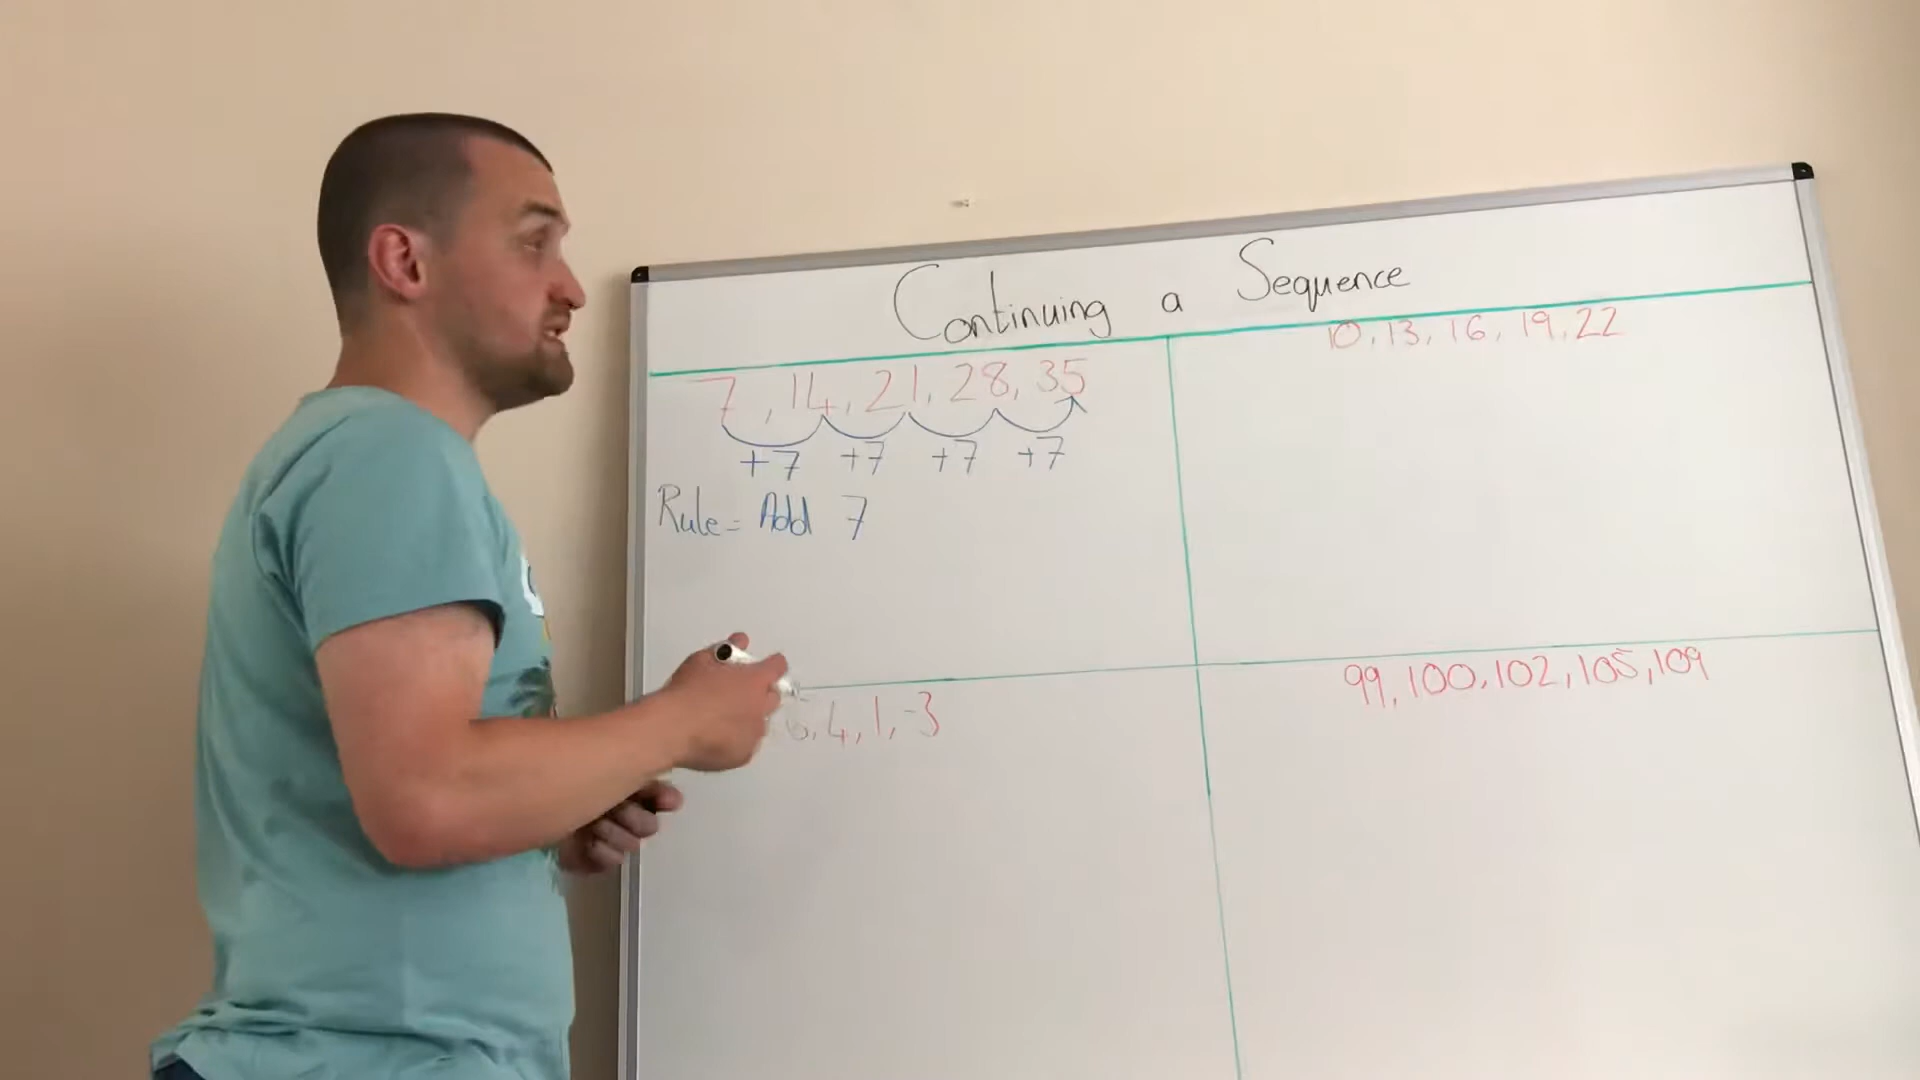 Continuing a Sequence
7, 14, 21, 28, 35
+7 +7 +7 +7
Rule = Add 7
10, 13, 16, 19, 22
6, 4, 1, -3
99, 100, 102, 105, 109